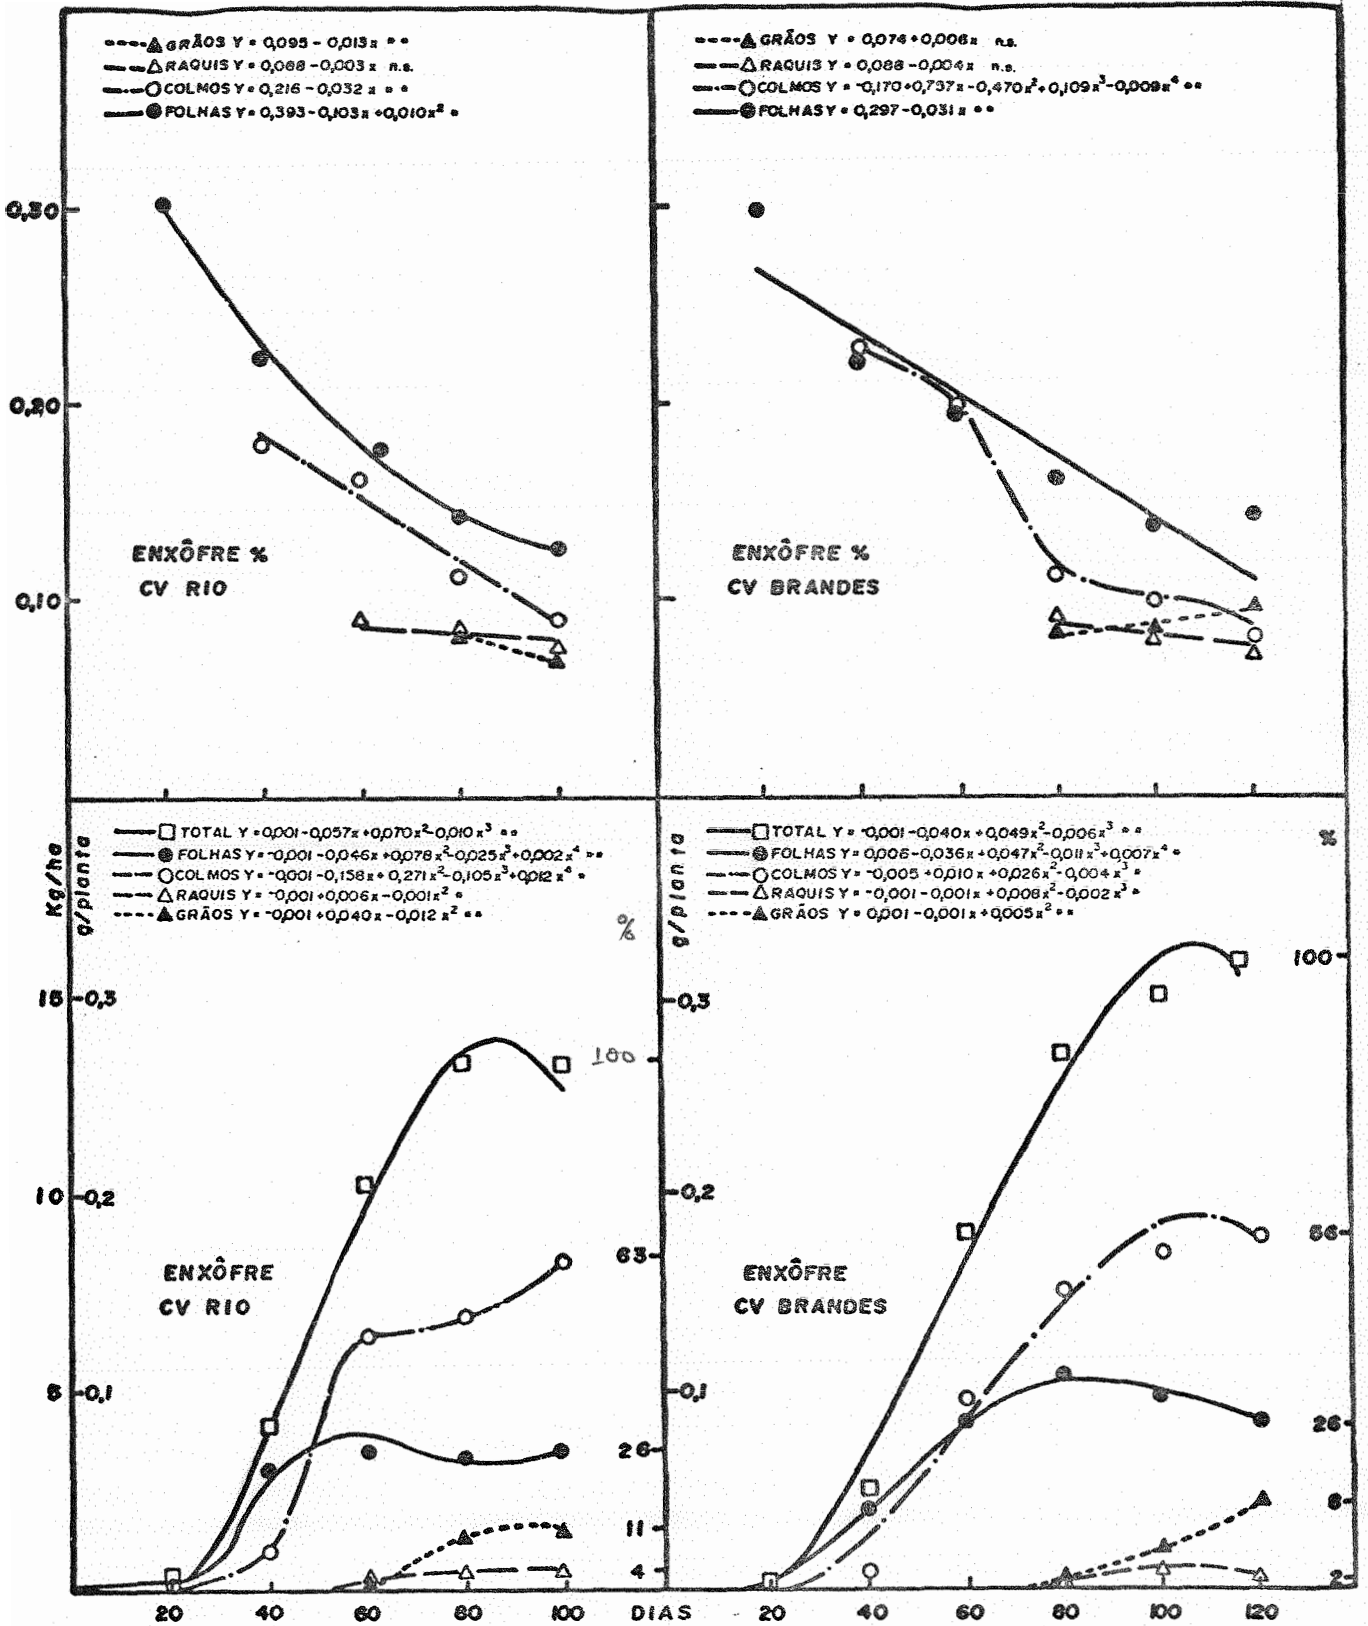 GRÃOS Y = 0,095 - 0,013x **
RAQUIS Y = 0,088 - 0,003x n.s.
COLMOS Y = 0,216 - 0,032x **
FOLHAS Y = 0,393 - 0,103x + 0,010x² *
GRÃOS Y = 0,074 + 0,006x n.s.
RAQUIS Y = 0,088 - 0,004x n.s.
COLMOS Y = -0,170 + 0,737x - 0,470x² + 0,109x³ - 0,009x⁴ **
FOLHAS Y = 0,297 - 0,031x **
0,30
0,20
0,10
ENXÔFRE %
CV RIO
ENXÔFRE %
CV BRANDES
TOTAL Y = 0,001 - 0,057x + 0,070x² - 0,010x³ **
FOLHAS Y = -0,001 - 0,046x + 0,078x² - 0,025x³ + 0,002x⁴ **
COLMOS Y = -0,001 - 0,158x + 0,271x² - 0,105x³ + 0,012x⁴ *
RAQUIS Y = -0,001 + 0,006x - 0,001x² *
GRÃOS Y = -0,001 + 0,040x - 0,012x² **
TOTAL Y = -0,001 - 0,040x + 0,049x² - 0,006x³ **
FOLHAS Y = 0,006 - 0,036x + 0,047x² - 0,011x³ + 0,007x⁴ *
COLMOS Y = -0,005 + 0,010x + 0,026x² - 0,004x³ *
RAQUIS Y = -0,001 - 0,001x + 0,008x² - 0,002x³ *
GRÃOS Y = 0,001 - 0,001x + 0,005x² **
Kg/ha
g/planta
15 0,3
10 0,2
5 0,1
%
100
63
26
11
4
ENXÔFRE
CV RIO
g/planta
0,3
0,2
0,1
%
100
56
26
8
2
ENXÔFRE
CV BRANDES
20 40 60 80 100 DIAS 20 40 60 80 100 120